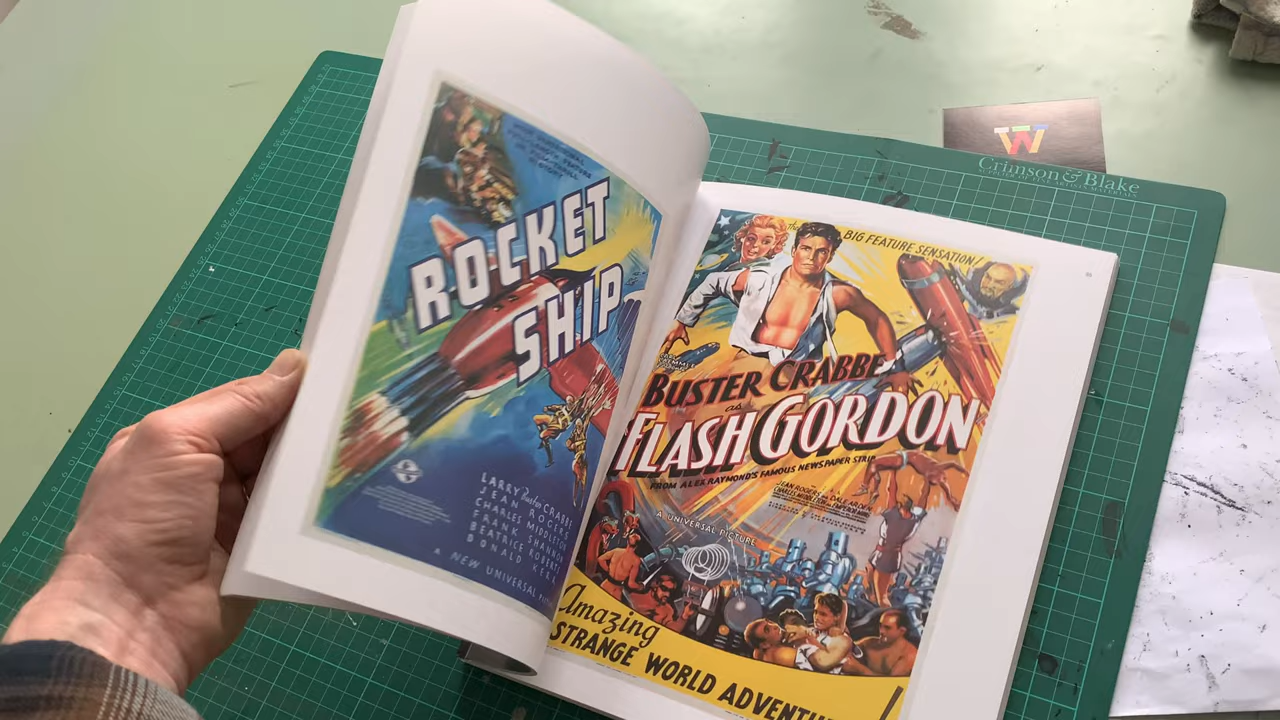 ROCKET
SHIP
LARRY Buster CRABBE
JEAN ROGERS
CHARLES MIDDLETON
FRANK SHANNON
BEATRICE ROBERTS
DONALD KERR
A NEW UNIVERSAL
the BIG FEATURE SENSATION!
BUSTER CRABBE
as
FLASH GORDON
FROM ALEX RAYMOND'S FAMOUS NEWSPAPER STRIP
JEAN ROGERS as DALE ARDEN
A UNIVERSAL PICTURE
Amazing
STRANGE WORLD ADVENTU
W
Crimson & Blake